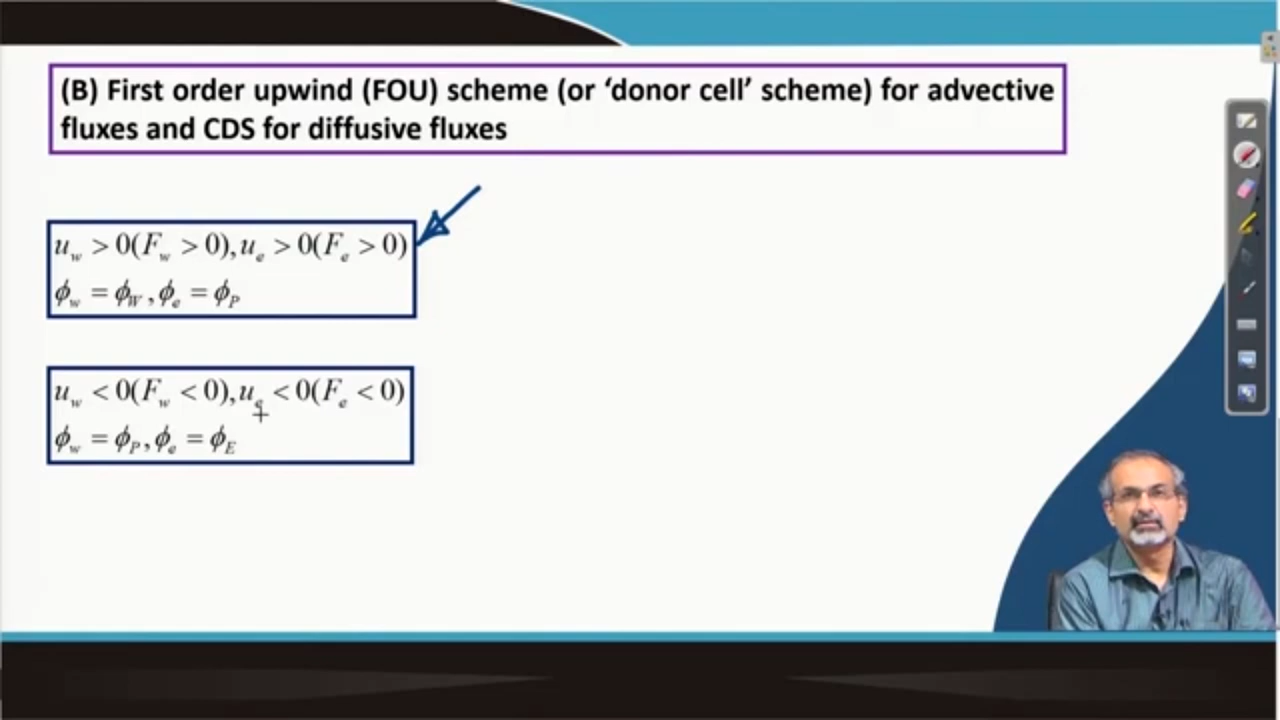 (B) First order upwind (FOU) scheme (or ‘donor cell’ scheme) for advective
fluxes and CDS for diffusive fluxes
u_w > 0(F_w > 0), u_e > 0(F_e > 0)
ϕ_w = ϕ_W, ϕ_e = ϕ_P
u_w < 0(F_w < 0), u_e < 0(F_e < 0)
ϕ_w = ϕ_P, ϕ_e = ϕ_E